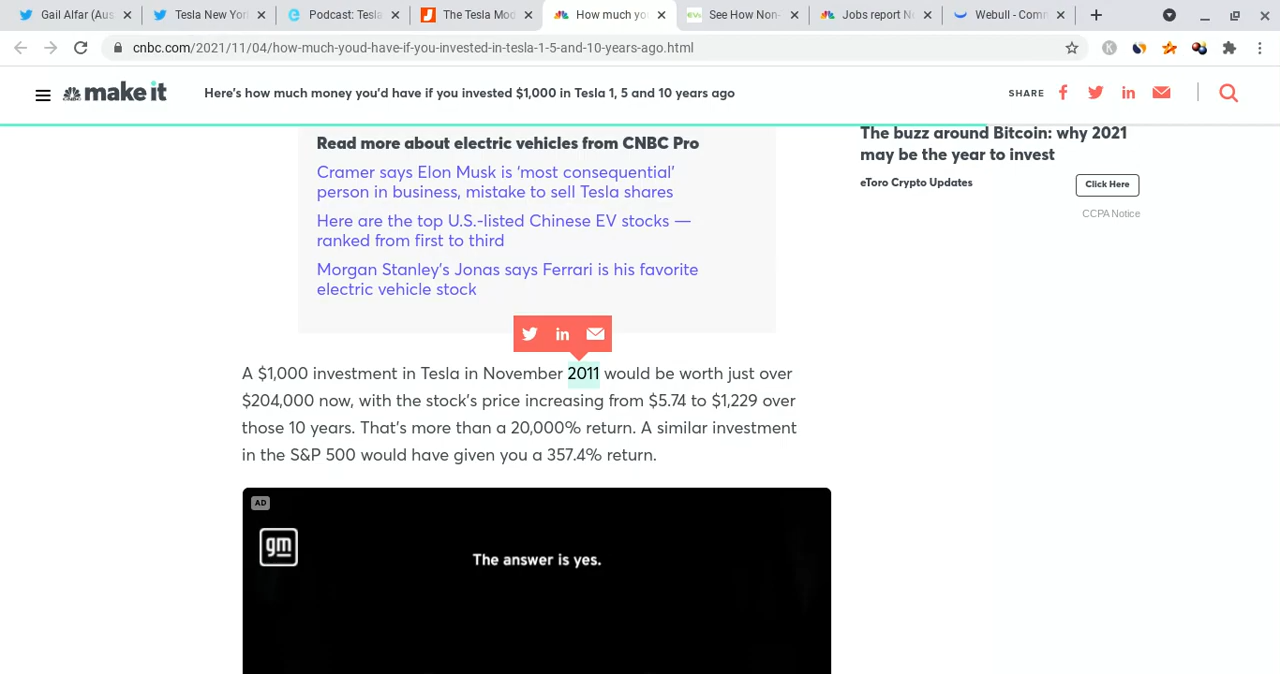 Gail Alfar (Aus
Tesla New Yor
Podcast: Tesla
The Tesla Mod
How much yo
See How Non-
Jobs report N
Webull - Comm
cnbc.com/2021/11/04/how-much-youd-have-if-you-invested-in-tesla-1-5-and-10-years-ago.html
make it
Here's how much money you'd have if you invested $1,000 in Tesla 1, 5 and 10 years ago
SHARE
Read more about electric vehicles from CNBC Pro
Cramer says Elon Musk is 'most consequential'
person in business, mistake to sell Tesla shares
Here are the top U.S.-listed Chinese EV stocks —
ranked from first to third
Morgan Stanley's Jonas says Ferrari is his favorite
electric vehicle stock
The buzz around Bitcoin: why 2021
may be the year to invest
eToro Crypto Updates
Click Here
CCPA Notice
A $1,000 investment in Tesla in November 2011 would be worth just over
$204,000 now, with the stock's price increasing from $5.74 to $1,229 over
those 10 years. That's more than a 20,000% return. A similar investment
in the S&P 500 would have given you a 357.4% return.
AD
gm
The answer is yes.